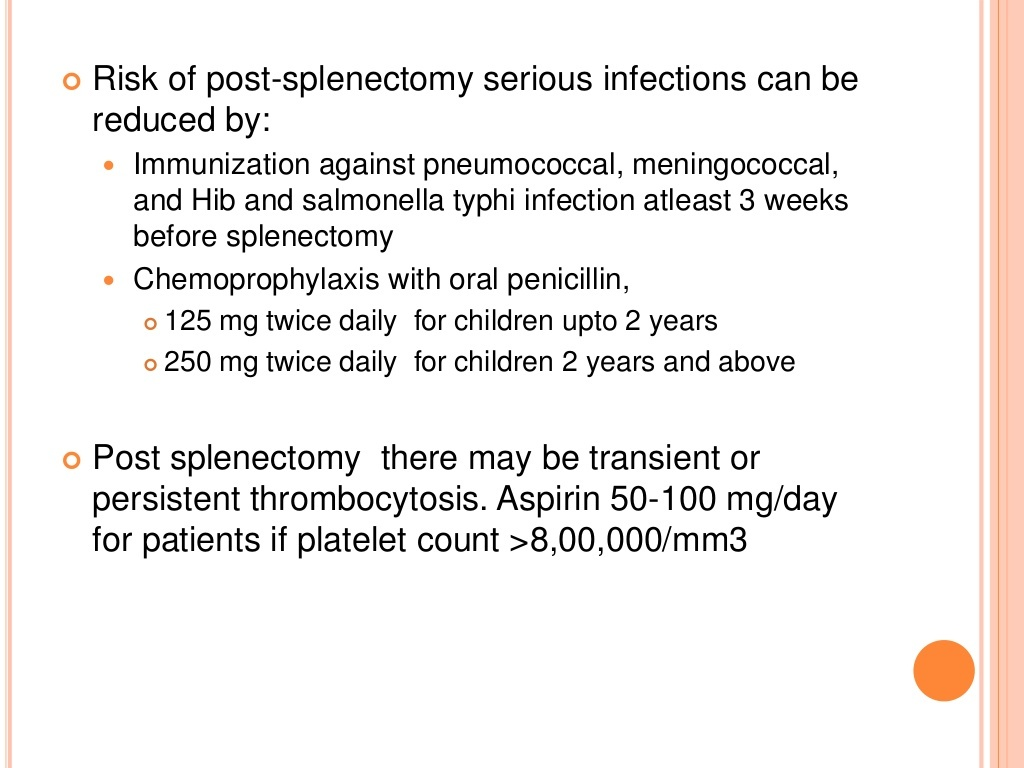 Risk of post-splenectomy serious infections can be
reduced by:
Immunization against pneumococcal, meningococcal,
and Hib and salmonella typhi infection atleast 3 weeks
before splenectomy
Chemoprophylaxis with oral penicillin,
125 mg twice daily  for children upto 2 years
250 mg twice daily  for children 2 years and above
Post splenectomy  there may be transient or
persistent thrombocytosis. Aspirin 50-100 mg/day
for patients if platelet count >8,00,000/mm3